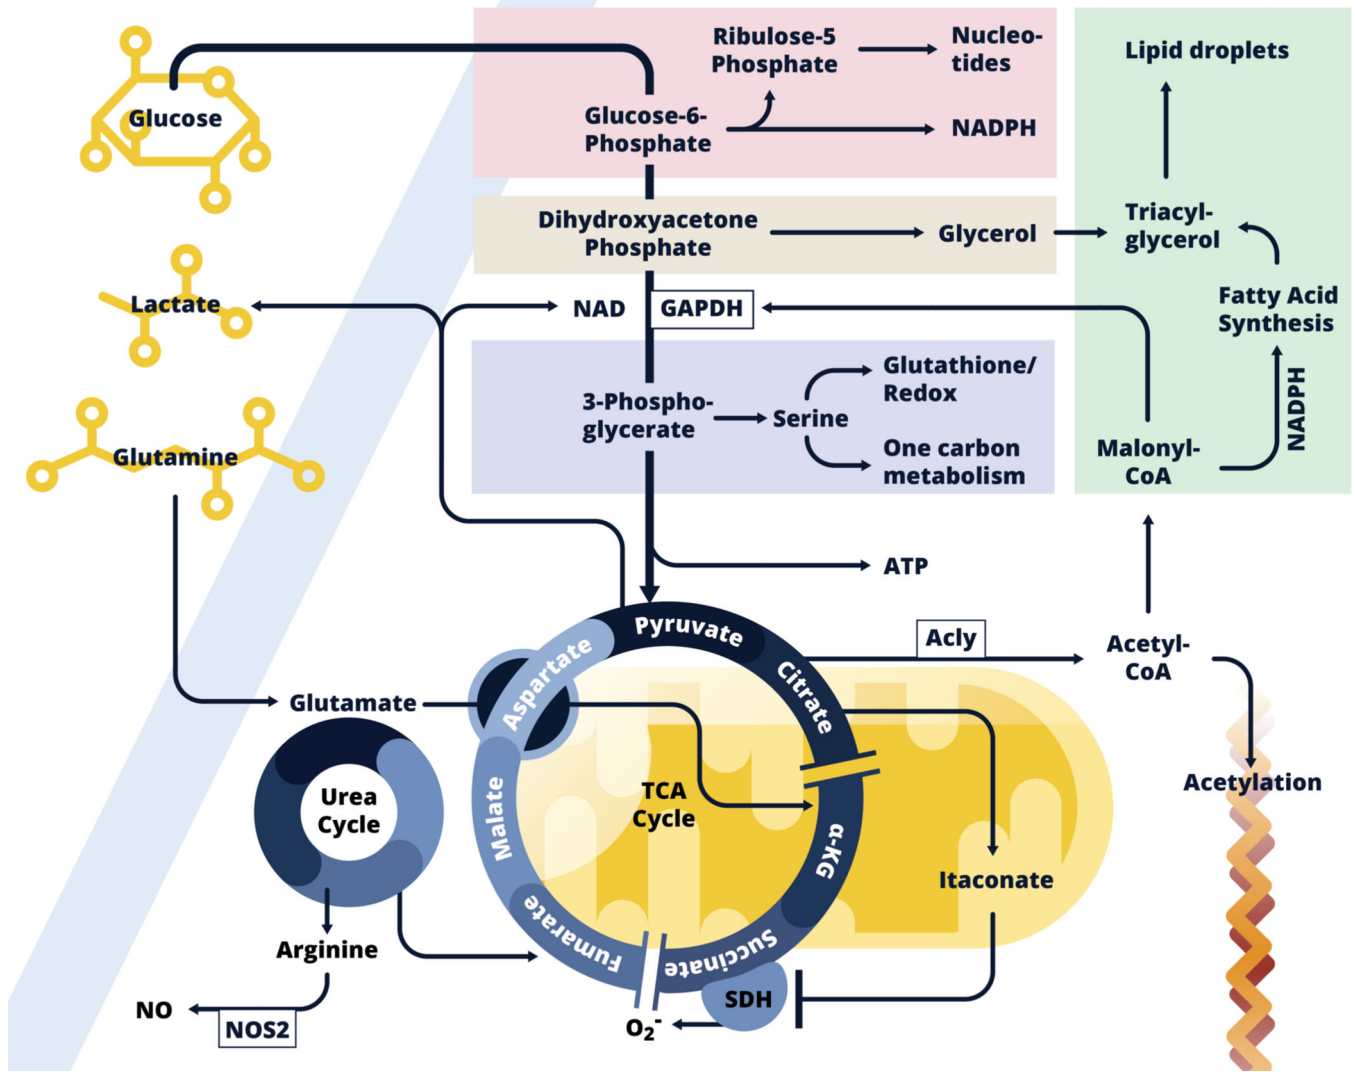 Glucose
Ribulose-5
Phosphate
Nucleo-
tides
Glucose-6-
Phosphate
NADPH
Lipid droplets
Dihydroxyacetone
Phosphate
Glycerol
Triacyl-
glycerol
Lactate
NAD
GAPDH
Fatty Acid
Synthesis
NADPH
3-Phospho-
glycerate
Serine
Glutathione/
Redox
One carbon
metabolism
Malonyl-
CoA
Glutamine
ATP
Pyruvate
Acly
Acetyl-
CoA
Acetylation
Glutamate
Aspartate
Citrate
Urea
Cycle
Malate
TCA
Cycle
α-KG
Itaconate
Arginine
Fumarate
Succinate
SDH
NO
NOS2
O₂⁻